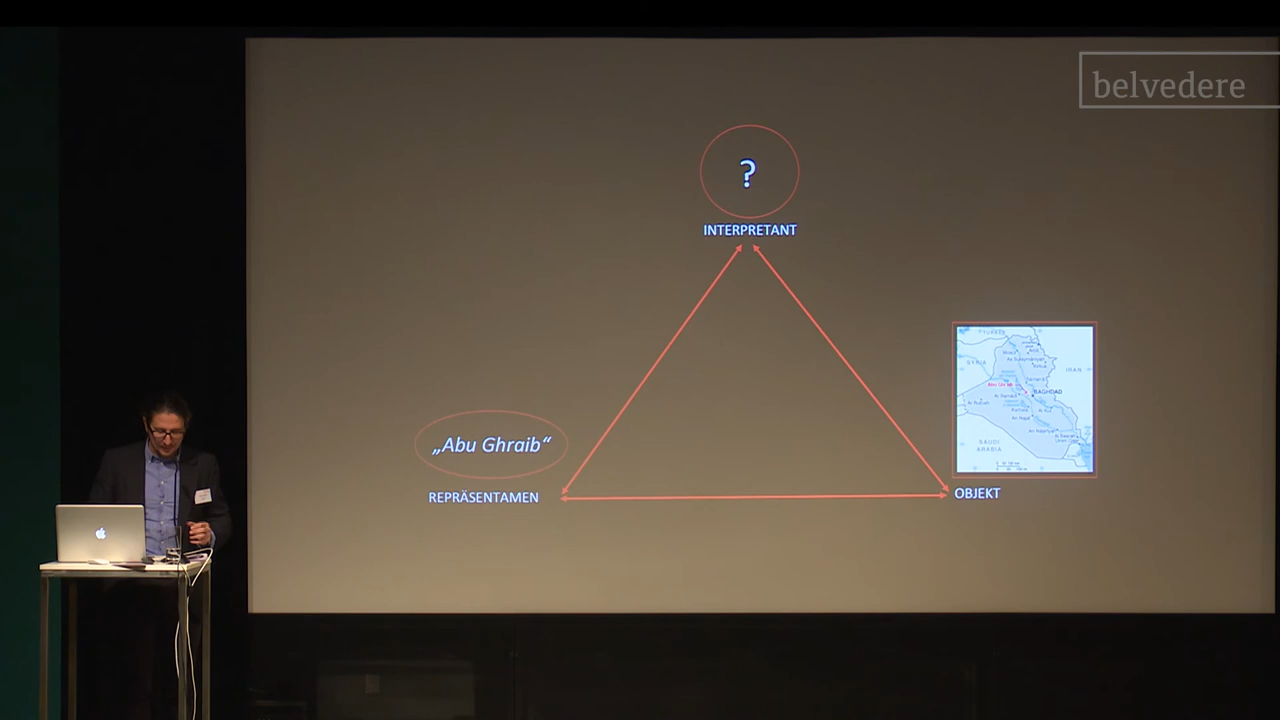 belvedere
?
INTERPRETANT
„Abu Ghraib“
REPRÄSENTAMEN
SYRIA
IRAN
BAGHDAD
SAUDI
ARABIA
OBJEKT